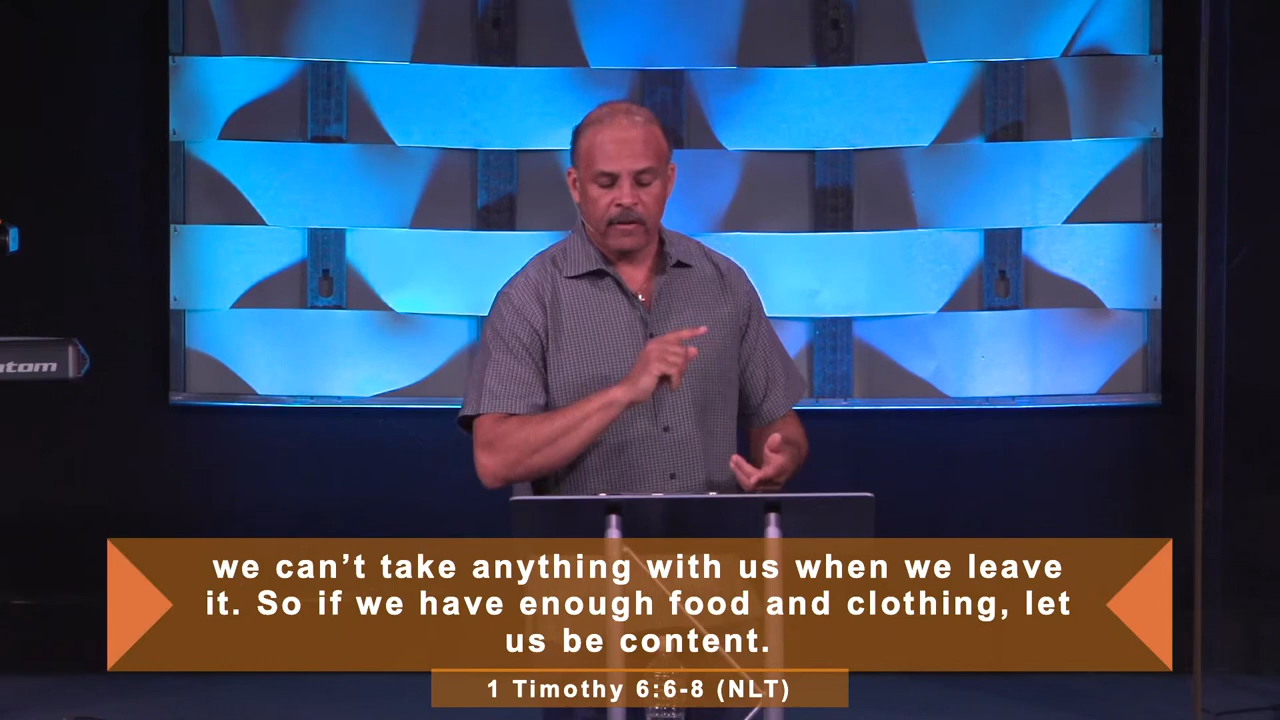 ntom
we can’t take anything with us when we leave
it. So if we have enough food and clothing, let
us be content.
1 Timothy 6:6-8 (NLT)